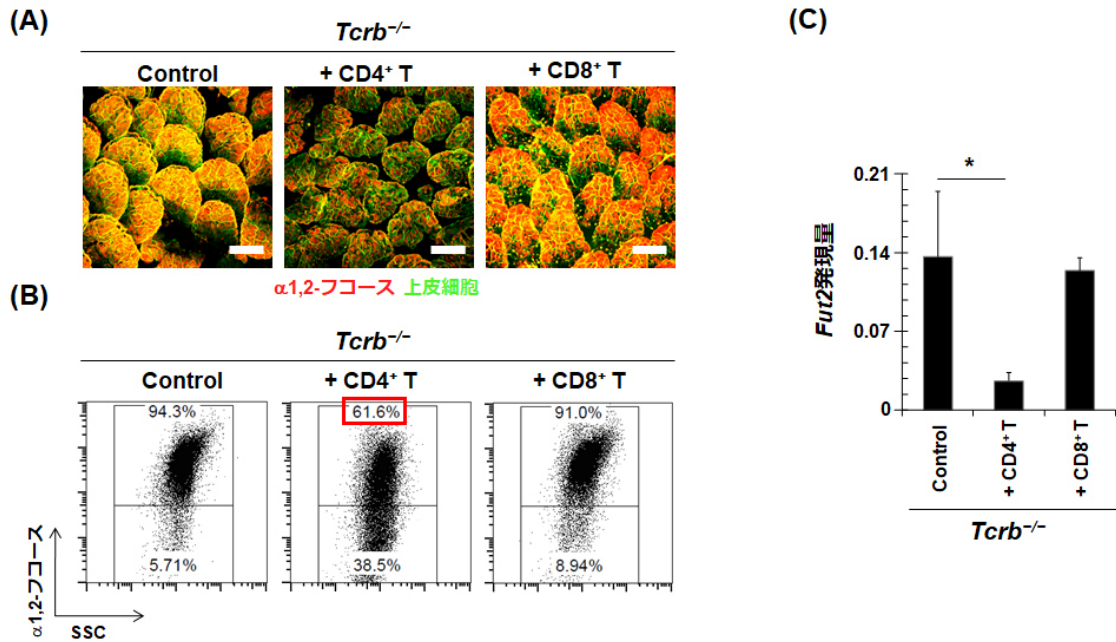 (A)
Tcrb−/−
Control
+ CD4+ T
+ CD8+ T
α1,2-フコース 上皮細胞
(B)
Tcrb−/−
Control
+ CD4+ T
+ CD8+ T
94.3%
61.6%
91.0%
5.71%
38.5%
8.94%
α1,2-フコース
SSC
(C)
Fut2発現量
*
0.21
0.14
0.07
0
Control
+ CD4+ T
+ CD8+ T
Tcrb−/−